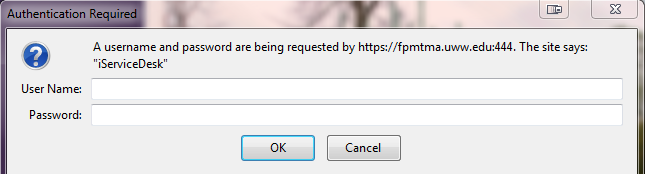 Authentication Required
A username and password are being requested by https://fpmtma.uww.edu:444. The site says:
"iServiceDesk"
User Name:
Password:
OK
Cancel